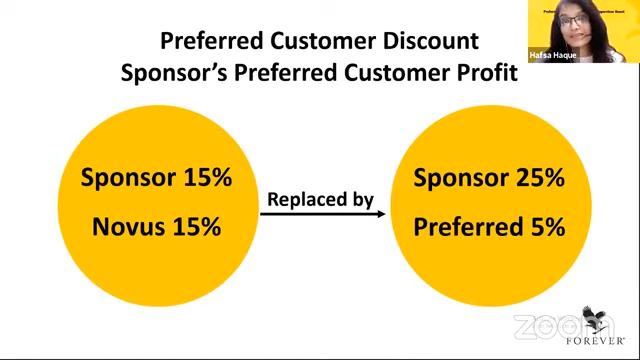 Preferred Customer Discount
Sponsor's Preferred Customer Profit
Hafsa Haque
Sponsor 15%
Novus 15%
Replaced by
Sponsor 25%
Preferred 5%
zoom
FOREVER